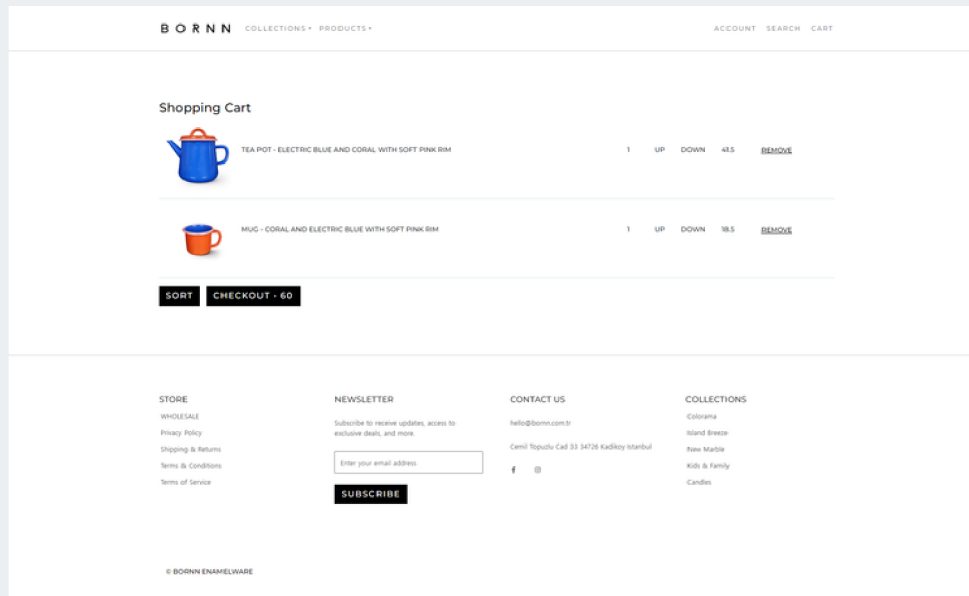 BORNN COLLECTIONS PRODUCTS ACCOUNT SEARCH CART
Shopping Cart
TEA POT - ELECTRIC BLUE AND CORAL WITH SOFT PINK RIM 1 UP DOWN 41.5 REMOVE
MUG - CORAL AND ELECTRIC BLUE WITH SOFT PINK RIM 1 UP DOWN 18.5 REMOVE
SORT CHECKOUT - 60
STORE
WHOLESALE
Privacy Policy
Shipping & Returns
Terms & Conditions
Terms of Service
NEWSLETTER
Subscribe to receive updates, access to
exclusive deals, and more.
Enter your email address
SUBSCRIBE
CONTACT US
hello@bornn.com.tr
Cemil Topuzlu Cad 33 34726 Kadikoy Istanbul
COLLECTIONS
Colorama
Island Breeze
New Marble
Kids & Family
Candles
© BORNN ENAMELWARE